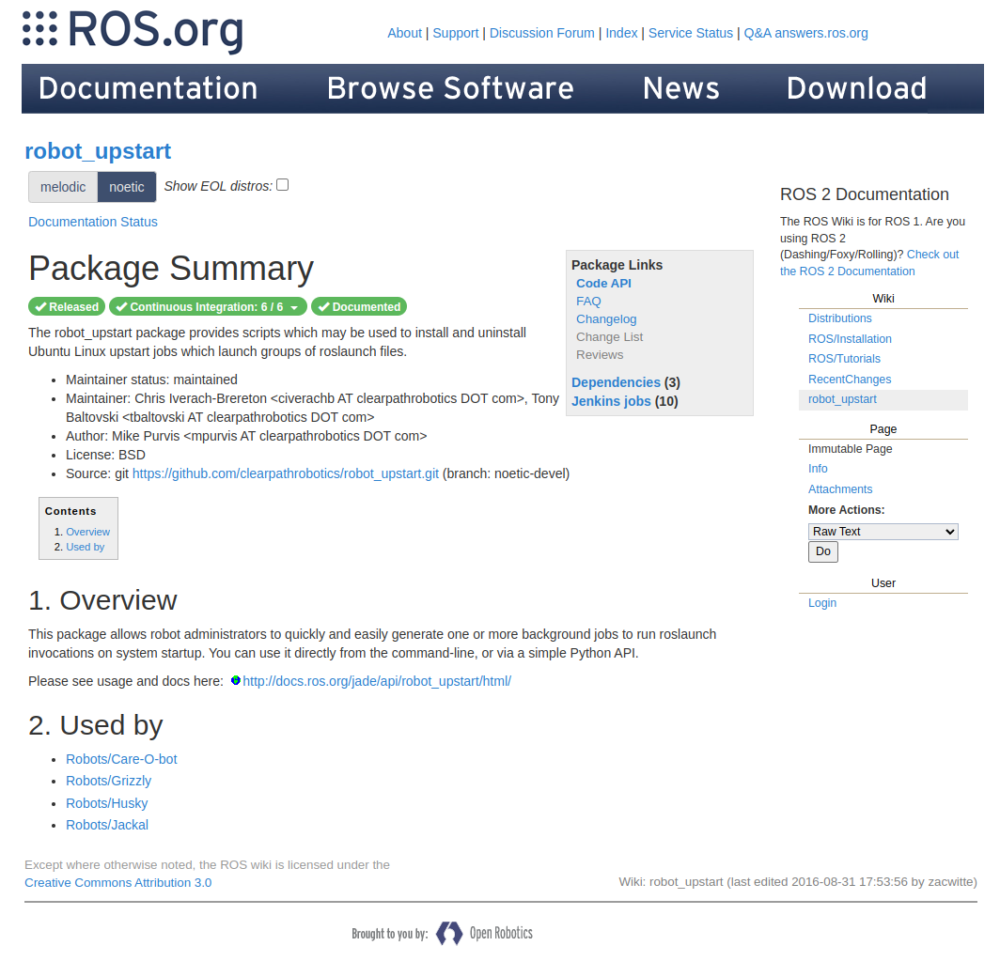 ROS.org
About | Support | Discussion Forum | Index | Service Status | Q&A answers.ros.org
Documentation Browse Software News Download
robot_upstart
melodic noetic Show EOL distros:
Documentation Status
Package Summary
Released Continuous Integration: 6 / 6 Documented
The robot_upstart package provides scripts which may be used to install and uninstall
Ubuntu Linux upstart jobs which launch groups of roslaunch files.
• Maintainer status: maintained
• Maintainer: Chris Iverach-Brereton <civerachb AT clearpathrobotics DOT com>, Tony
Baltovski <tbaltovski AT clearpathrobotics DOT com>
• Author: Mike Purvis <mpurvis AT clearpathrobotics DOT com>
• License: BSD
• Source: git https://github.com/clearpathrobotics/robot_upstart.git (branch: noetic-devel)
Package Links
Code API
FAQ
Changelog
Change List
Reviews
Dependencies (3)
Jenkins jobs (10)
Contents
1. Overview
2. Used by
1. Overview
This package allows robot administrators to quickly and easily generate one or more background jobs to run roslaunch
invocations on system startup. You can use it directly from the command-line, or via a simple Python API.
Please see usage and docs here: http://docs.ros.org/jade/api/robot_upstart/html/
2. Used by
• Robots/Care-O-bot
• Robots/Grizzly
• Robots/Husky
• Robots/Jackal
ROS 2 Documentation
The ROS Wiki is for ROS 1. Are you
using ROS 2
(Dashing/Foxy/Rolling)? Check out
the ROS 2 Documentation
Wiki
Distributions
ROS/Installation
ROS/Tutorials
RecentChanges
robot_upstart
Page
Immutable Page
Info
Attachments
More Actions:
Raw Text
Do
User
Login
Except where otherwise noted, the ROS wiki is licensed under the
Creative Commons Attribution 3.0
Wiki: robot_upstart (last edited 2016-08-31 17:53:56 by zacwitte)
Brought to you by: Open Robotics